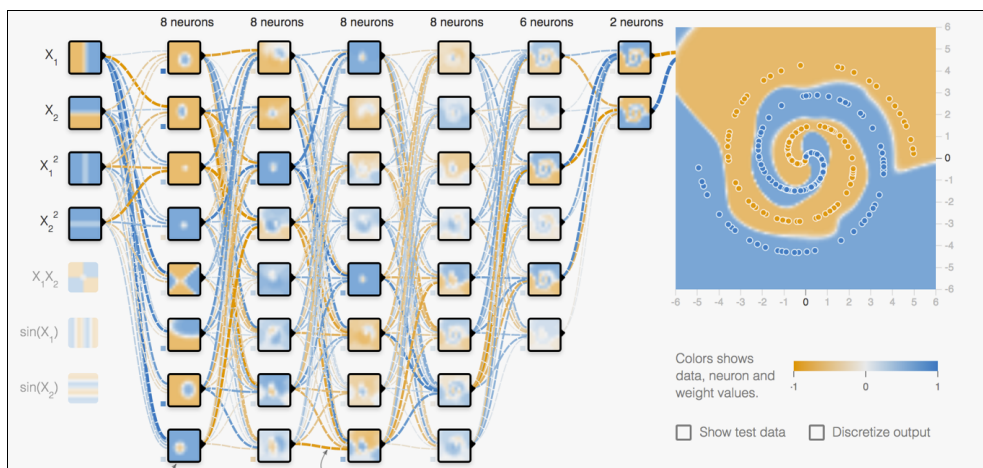 8 neurons 8 neurons 8 neurons 8 neurons 6 neurons 2 neurons
X1
X2
X1²
X2²
X1X2
sin(X1)
sin(X2)
6
5
4
3
2
1
0
-1
-2
-3
-4
-5
-6
-6 -5 -4 -3 -2 -1 0 1 2 3 4 5 6
Colors shows
data, neuron and
weight values.
-1 0 1
Show test data Discretize output